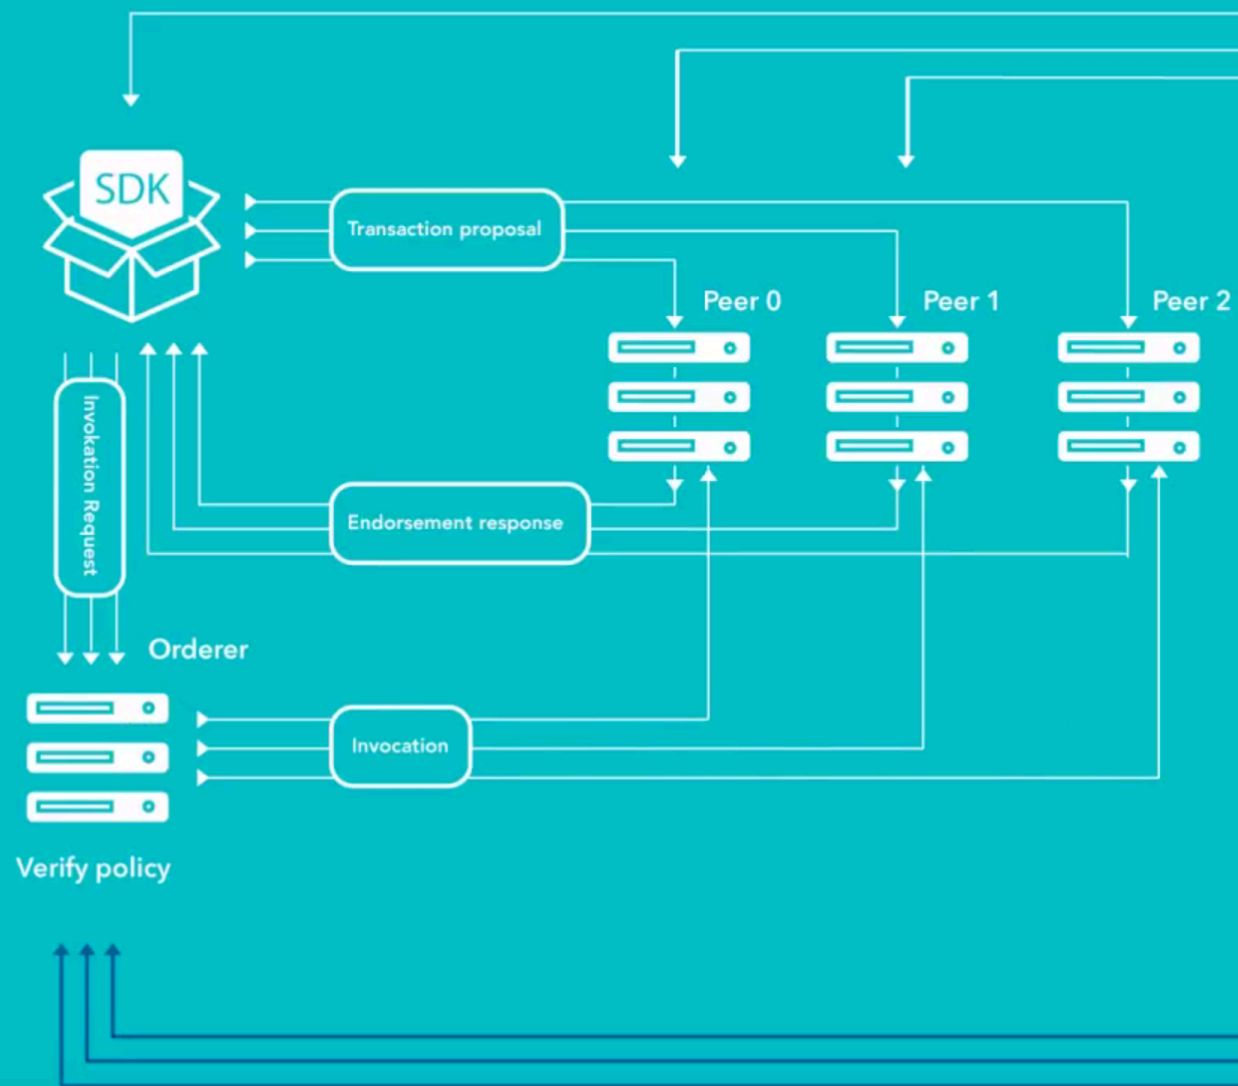 SDK
Transaction proposal
Peer 0
Peer 1
Peer 2
Invokation Request
Endorsement response
Orderer
Invocation
Verify policy